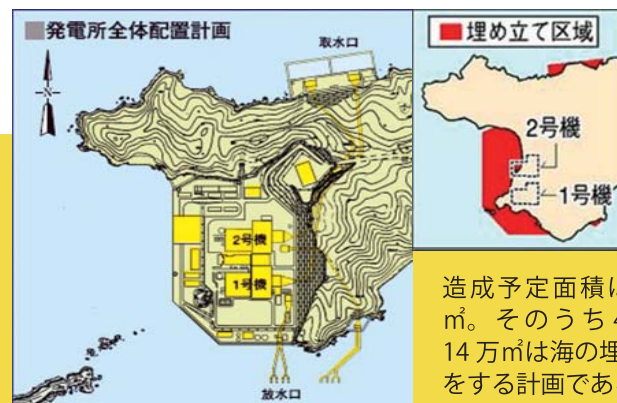 発電所全体配置計画
取水口
N
2号機
1号機
放水口
埋め立て区域
2号機
1号機
造成予定面積に
㎡。そのうち
14万㎡は海の埋
をする計画であ